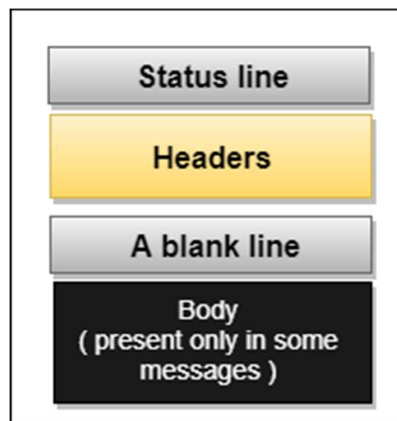 Status line
Headers
A blank line
Body
( present only in some
messages )